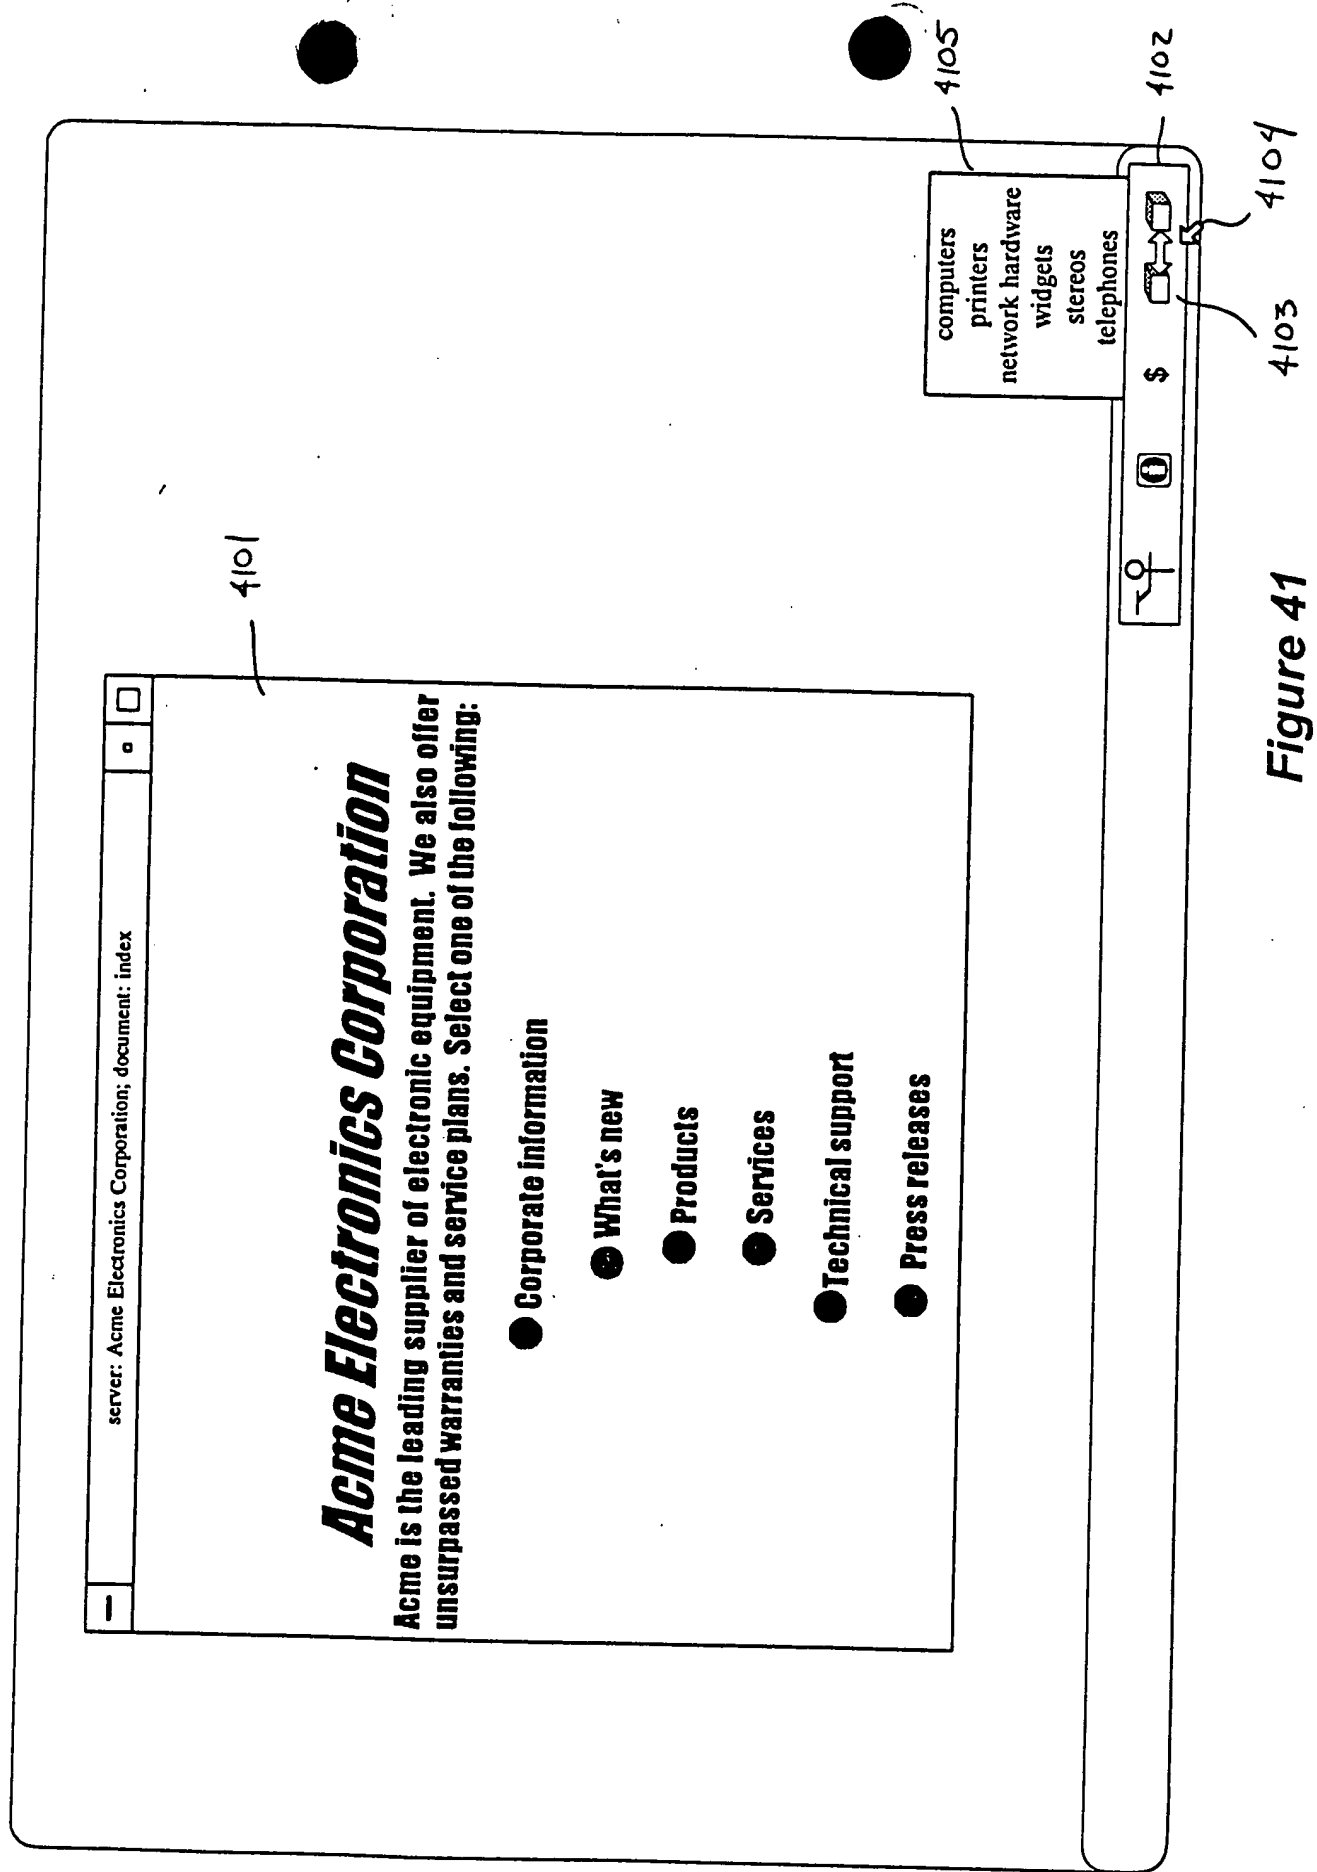 server: Acme Electronics Corporation; document: index
4101
Acme Electronics Corporation
Acme is the leading supplier of electronic equipment. We also offer
unsurpassed warranties and service plans. Select one of the following:
Corporate information
What's new
Products
Services
Technical support
Press releases
computers
printers
network hardware
widgets
stereos
telephones
4105
$
4102
4103
4104
Figure 41